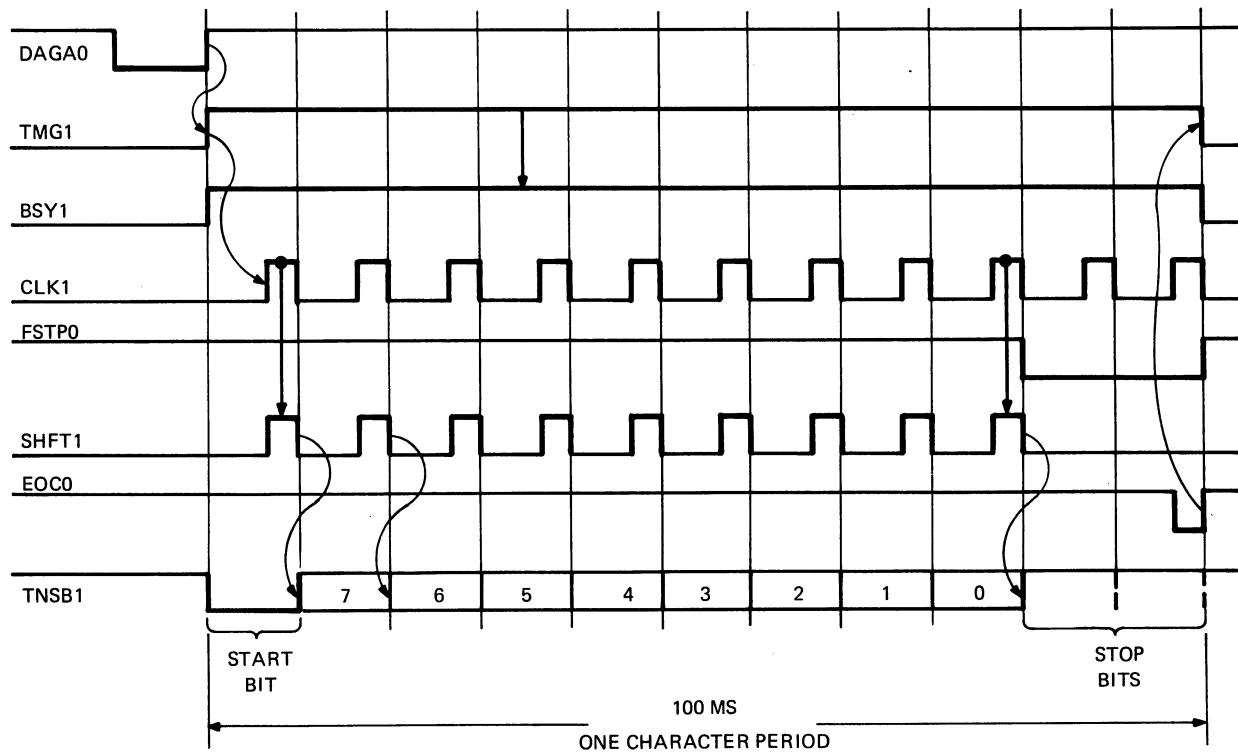 DAGA0
TMG1
BSY1
CLK1
FSTP0
SHFT1
EOC0
TNSB1
7 6 5 4 3 2 1 0
START
BIT
STOP
BITS
100 MS
ONE CHARACTER PERIOD